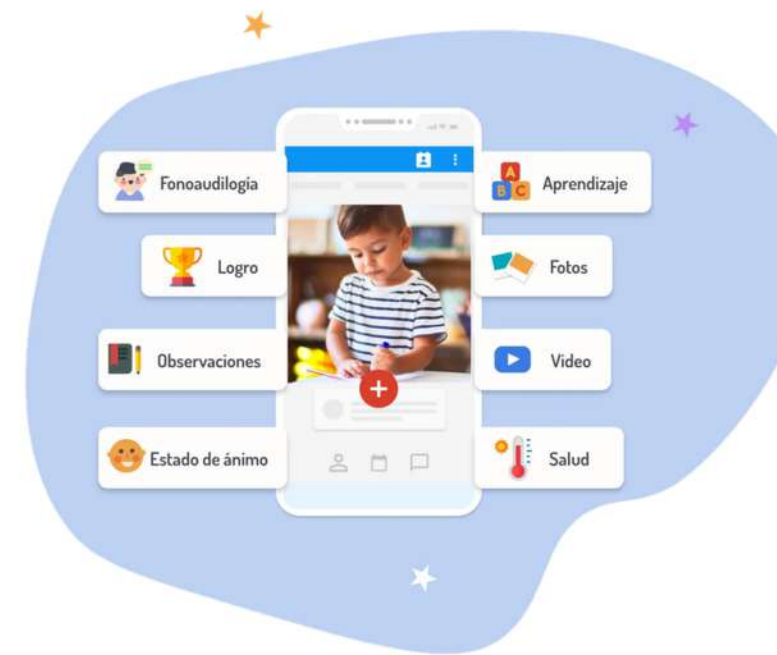 Fonoaudilogía
Logro
Observaciones
Estado de ánimo
A
B C
Aprendizaje
Fotos
Video
Salud